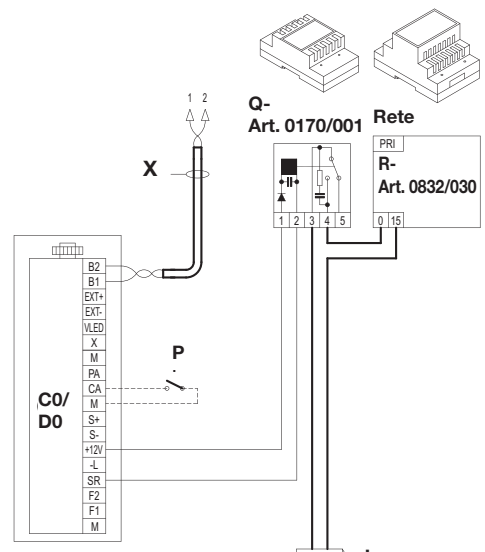 Q-
Art. 0170/001
Rete
PRI
R-
Art. 0832/030
1 2 3 4 5
0 15
1 2
X
B2
B1
EXT+
EXT-
VLED
X
M
PA
CA
M
S+
S-
+12V
-L
SR
F2
F1
M
C0/
D0
P